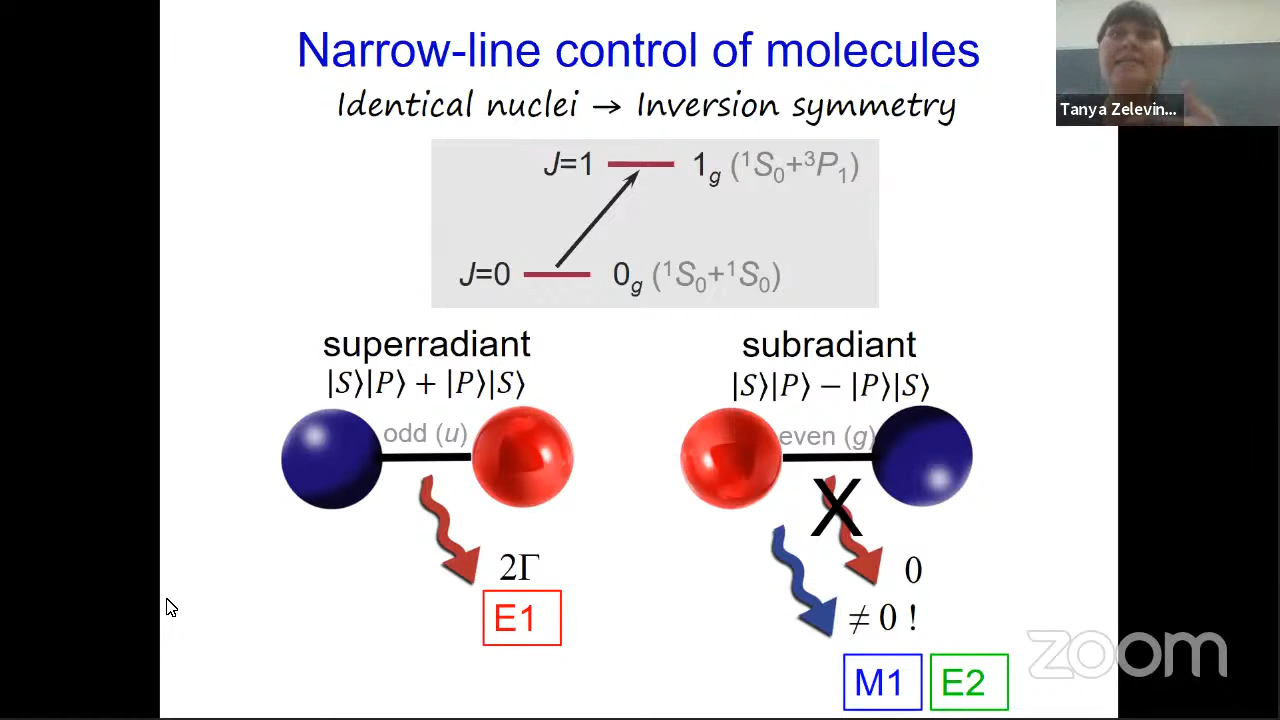 Narrow-line control of molecules
Identical nuclei → Inversion symmetry
Tanya Zelevin...
J=1 1g (¹S₀+³P₁)
J=0 0g (¹S₀+¹S₀)
superradiant
|S⟩|P⟩ + |P⟩|S⟩
odd (u)
2Γ
E1
subradiant
|S⟩|P⟩ − |P⟩|S⟩
even (g)
X
0
≠ 0 !
M1 E2
zoom